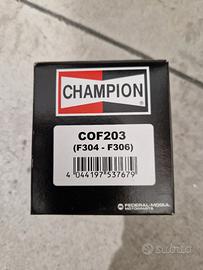 CHAMPION
COF203
(F304 - F306)
4 044197 537679
FEDERAL-MOGUL
MOTORPARTS
subito